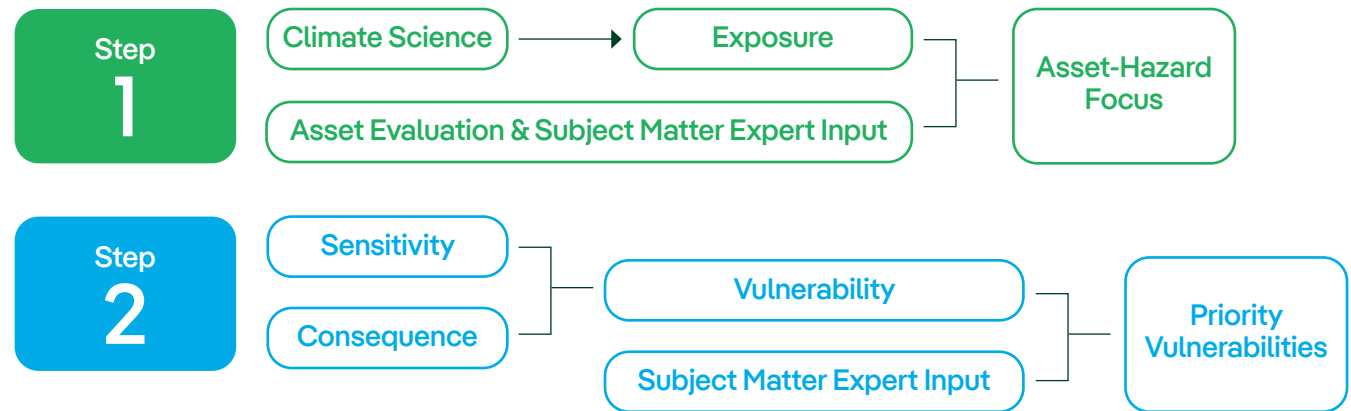 Step
1
Climate Science
Exposure
Asset Evaluation & Subject Matter Expert Input
Asset-Hazard
Focus
Step
2
Sensitivity
Consequence
Vulnerability
Subject Matter Expert Input
Priority
Vulnerabilities